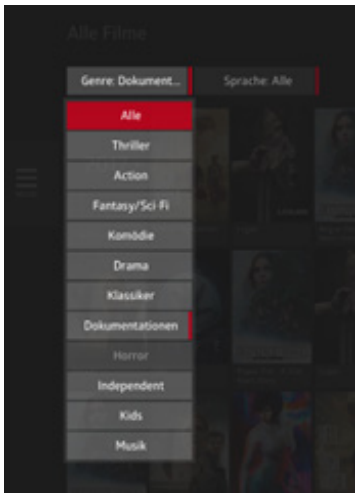 Alle Filme
Genre: Dokument...
Sprache: Alle
Alle
Thriller
Action
Fantasy/Sci-Fi
Komödie
Drama
Klassiker
Dokumentationen
Horror
Independent
Kids
Musik